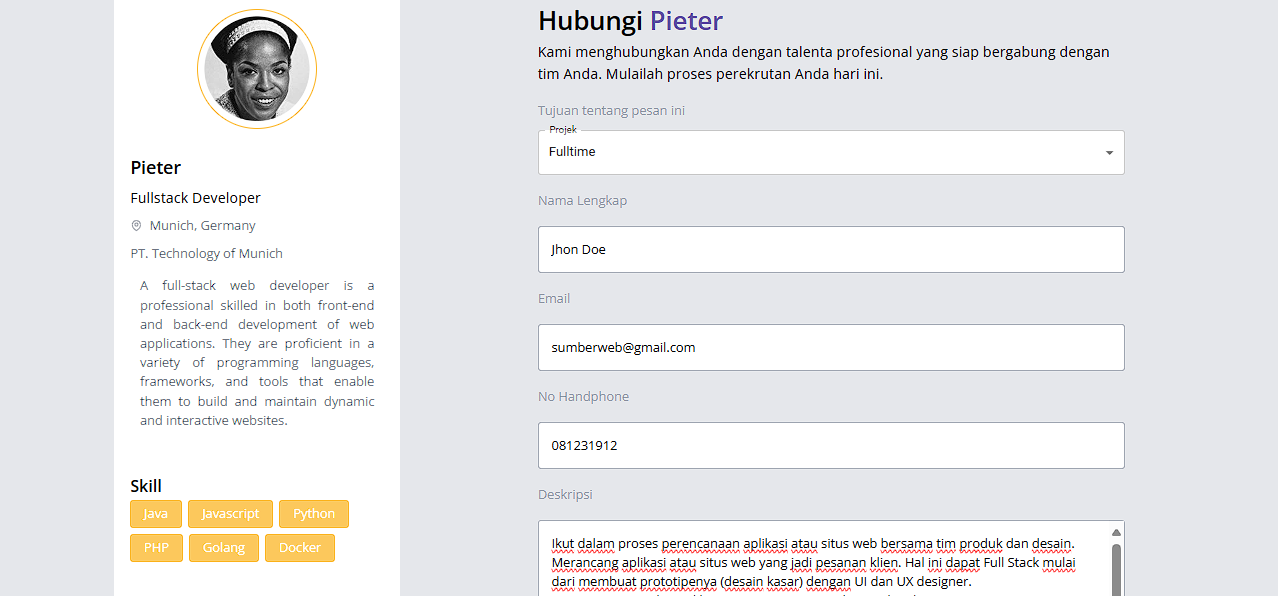 Pieter
Fullstack Developer
Munich, Germany
PT. Technology of Munich
A full-stack web developer is a
professional skilled in both front-end
and back-end development of web
applications. They are proficient in a
variety of programming languages,
frameworks, and tools that enable
them to build and maintain dynamic
and interactive websites.
Skill
Java Javascript Python
PHP Golang Docker
Hubungi Pieter
Kami menghubungkan Anda dengan talenta profesional yang siap bergabung dengan
tim Anda. Mulailah proses perekrutan Anda hari ini.
Tujuan tentang pesan ini
Projek
Fulltime
Nama Lengkap
Jhon Doe
Email
sumberweb@gmail.com
No Handphone
081231912
Deskripsi
Ikut dalam proses perencanaan aplikasi atau situs web bersama tim produk dan desain.
Merancang aplikasi atau situs web yang jadi pesanan klien. Hal ini dapat Full Stack mulai
dari membuat prototipenya (desain kasar) dengan UI dan UX designer.